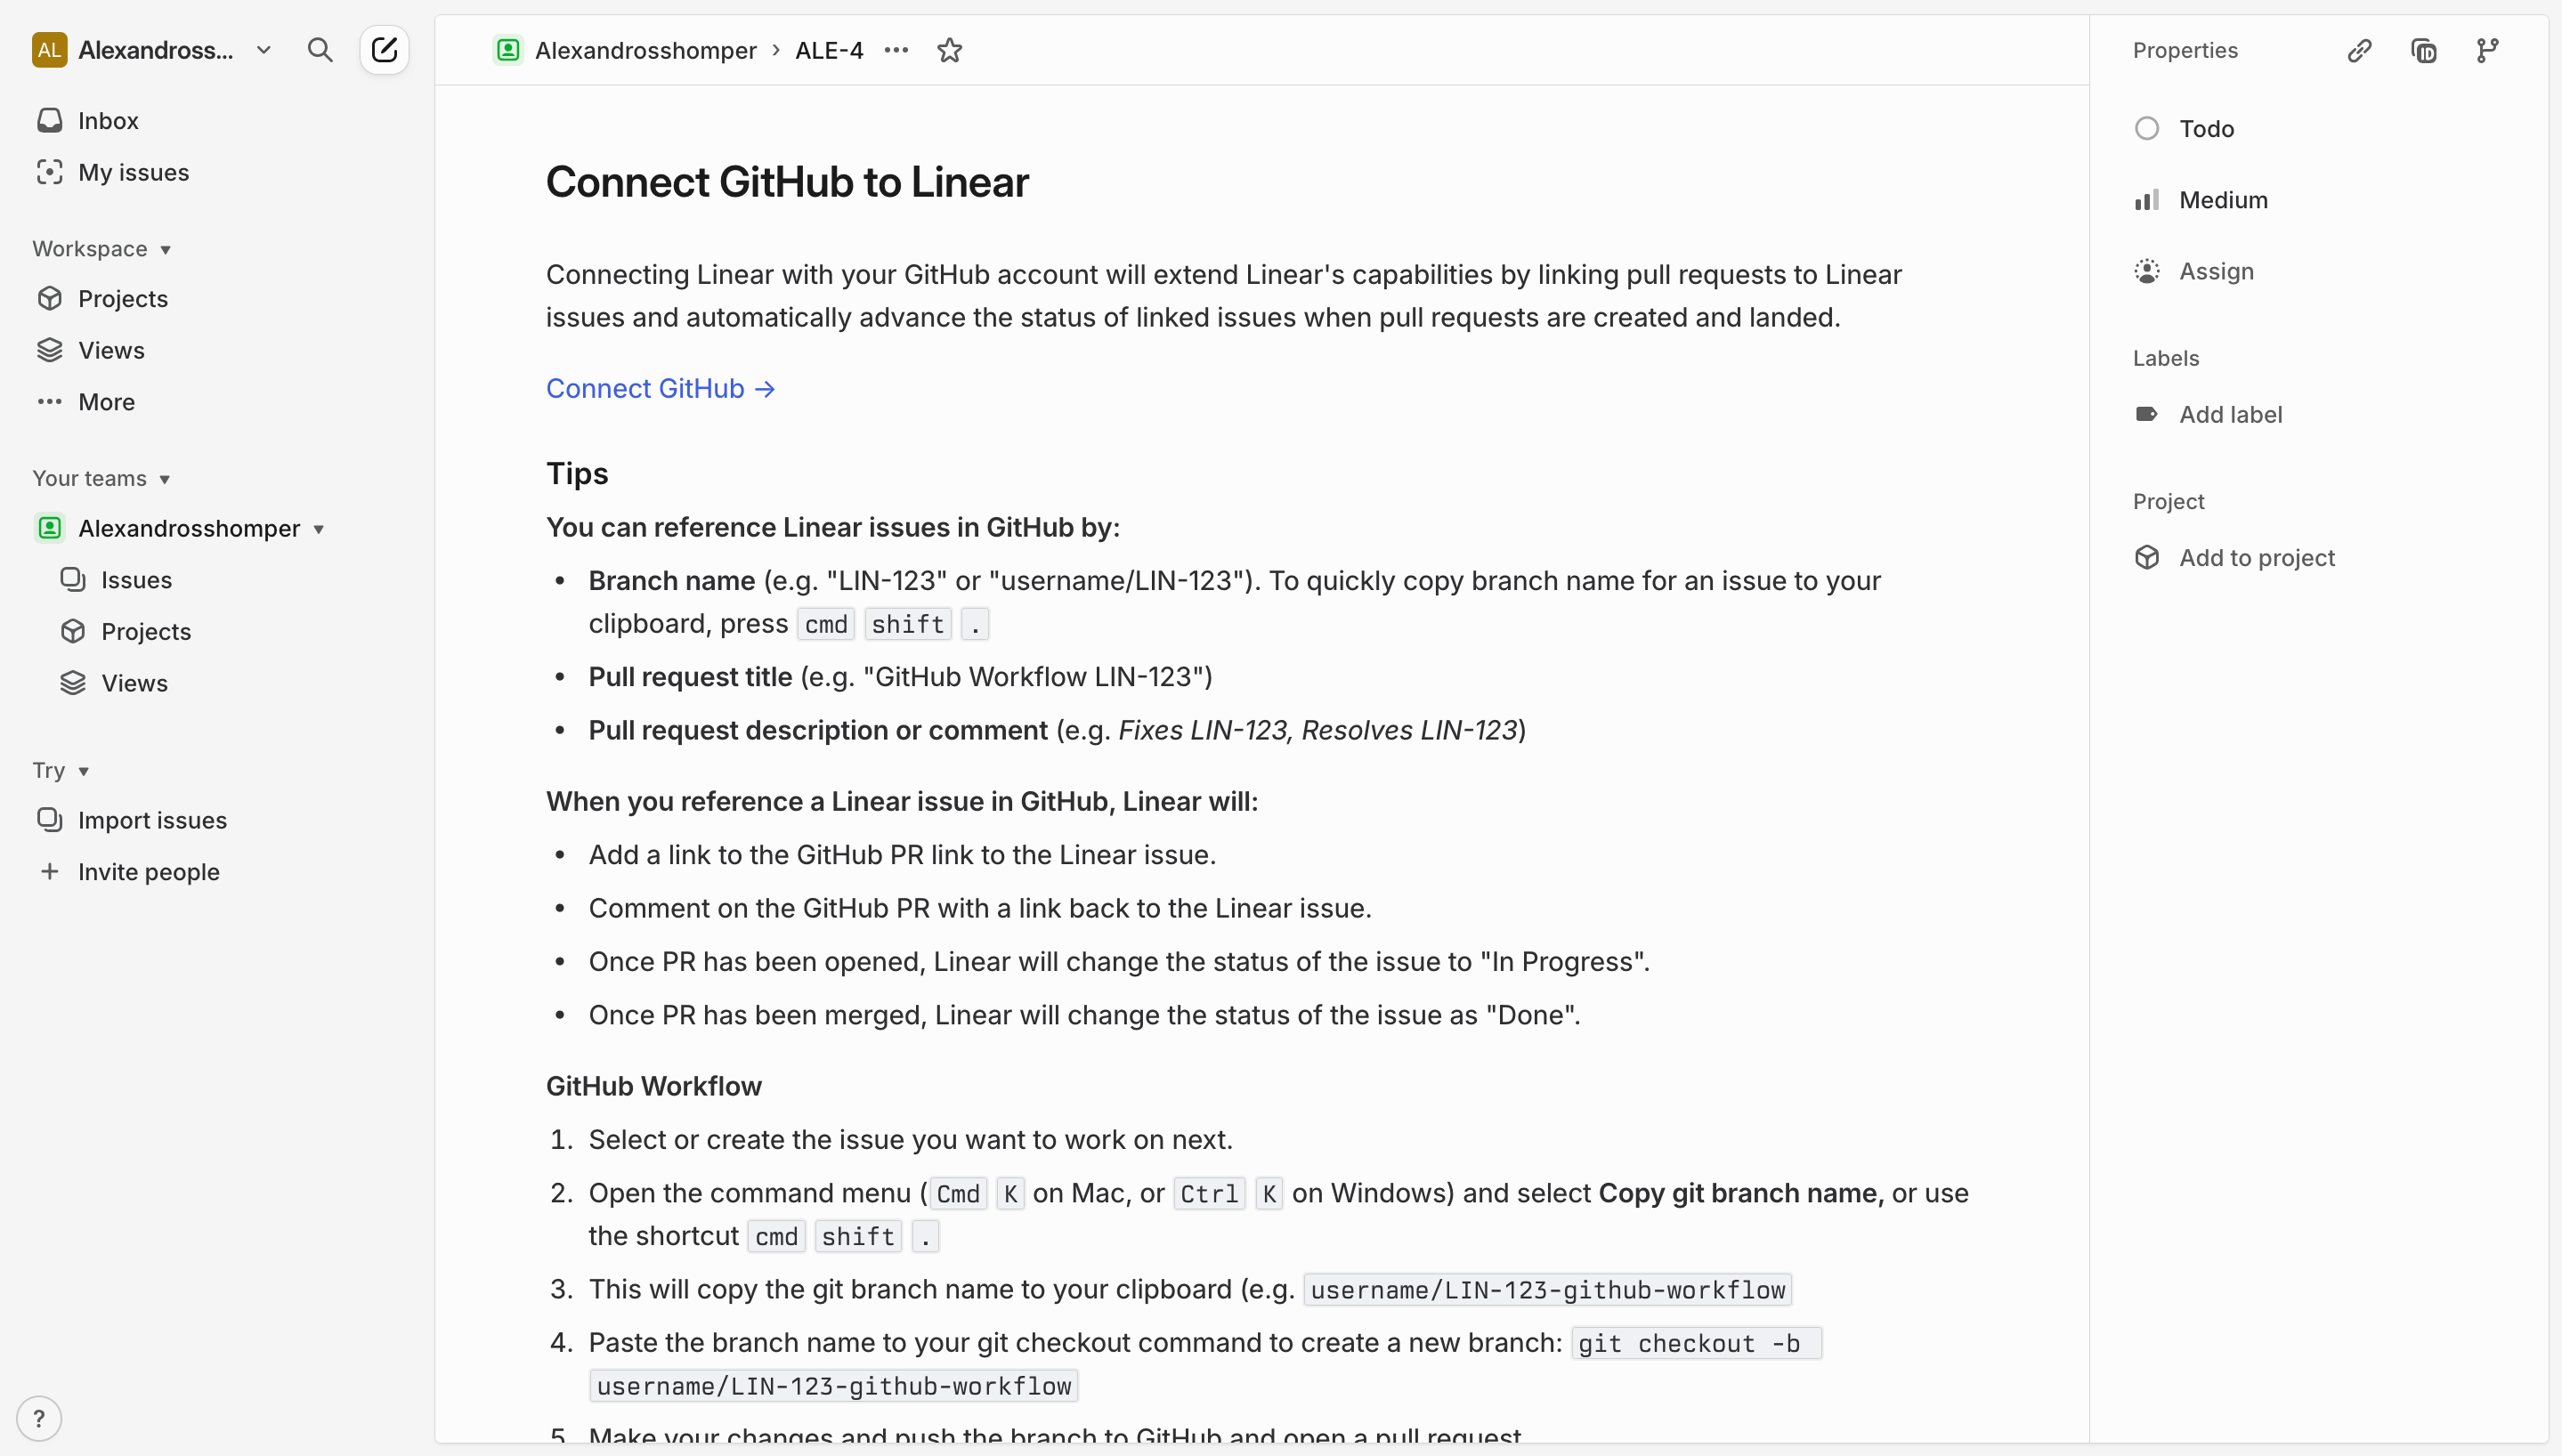 AL Alexandross...
Inbox
My issues
Workspace
Projects
Views
More
Your teams
Alexandrosshomper
Issues
Projects
Views
Try
Import issues
Invite people
?
Alexandrosshomper › ALE-4
Connect GitHub to Linear
Connecting Linear with your GitHub account will extend Linear's capabilities by linking pull requests to Linear
issues and automatically advance the status of linked issues when pull requests are created and landed.
Connect GitHub →
Tips
You can reference Linear issues in GitHub by:
• Branch name (e.g. "LIN-123" or "username/LIN-123"). To quickly copy branch name for an issue to your
clipboard, press cmd shift .
• Pull request title (e.g. "GitHub Workflow LIN-123")
• Pull request description or comment (e.g. Fixes LIN-123, Resolves LIN-123)
When you reference a Linear issue in GitHub, Linear will:
• Add a link to the GitHub PR link to the Linear issue.
• Comment on the GitHub PR with a link back to the Linear issue.
• Once PR has been opened, Linear will change the status of the issue to "In Progress".
• Once PR has been merged, Linear will change the status of the issue as "Done".
GitHub Workflow
1. Select or create the issue you want to work on next.
2. Open the command menu (Cmd K on Mac, or Ctrl K on Windows) and select Copy git branch name, or use
the shortcut cmd shift .
3. This will copy the git branch name to your clipboard (e.g. username/LIN-123-github-workflow
4. Paste the branch name to your git checkout command to create a new branch: git checkout -b
username/LIN-123-github-workflow
5. Make your changes and push the branch to GitHub and open a pull request
Properties
Todo
Medium
Assign
Labels
Add label
Project
Add to project